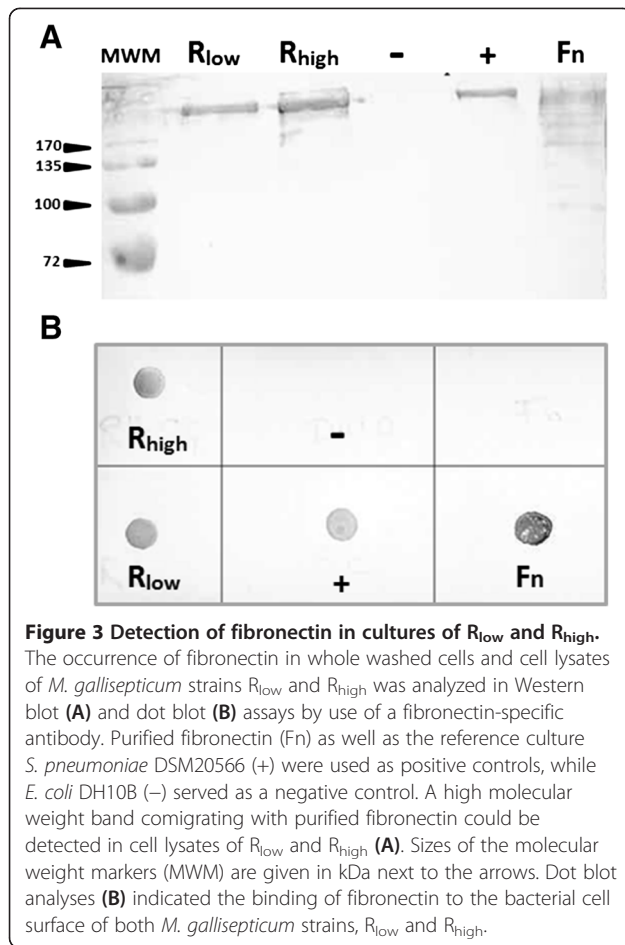 A
MWM Rlow Rhigh - + Fn
170
135
100
72
B
Rhigh - Fn
Rlow + Fn
Figure 3 Detection of fibronectin in cultures of Rlow and Rhigh.
The occurrence of fibronectin in whole washed cells and cell lysates
of M. gallisepticum strains Rlow and Rhigh was analyzed in Western
blot (A) and dot blot (B) assays by use of a fibronectin-specific
antibody. Purified fibronectin (Fn) as well as the reference culture
S. pneumoniae DSM20566 (+) were used as positive controls, while
E. coli DH10B (−) served as a negative control. A high molecular
weight band comigrating with purified fibronectin could be
detected in cell lysates of Rlow and Rhigh (A). Sizes of the molecular
weight markers (MWM) are given in kDa next to the arrows. Dot blot
analyses (B) indicated the binding of fibronectin to the bacterial cell
surface of both M. gallisepticum strains, Rlow and Rhigh.